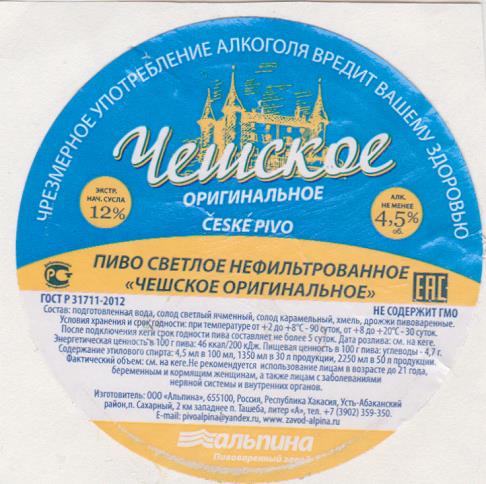 ЧРЕЗМЕРНОЕ УПОТРЕБЛЕНИЕ АЛКОГОЛЯ ВРЕДИТ ВАШЕМУ ЗДОРОВЬЮ
Чешское
ОРИГИНАЛЬНОЕ
ČESKÉ PIVO
ЭКСТР.
НАЧ. СУСЛА
12%
АЛК.
НЕ МЕНЕЕ
4,5%
об.
ПИВО СВЕТЛОЕ НЕФИЛЬТРОВАННОЕ
«ЧЕШСКОЕ ОРИГИНАЛЬНОЕ»
РС
ЕАС
ГОСТ Р 31711-2012
НЕ СОДЕРЖИТ ГМО
Состав: подготовленная вода, солод светлый ячменный, солод карамельный, хмель, дрожжи пивоваренные.
Условия хранения и срок годности: при температуре от +2 до +8°С - 90 суток, от +8 до +20°С - 30 суток.
После подключения кеги срок годности пива составляет не более 5 суток. Дата розлива: см. на кеге.
Энергетическая ценность в 100 г пива: 46 ккал/200 кДж. Пищевая ценность в 100 г пива: углеводы - 4,7 г.
Содержание этилового спирта: 4,5 мл в 100 мл, 1350 мл в 30 л продукции, 2250 мл в 50 л продукции
Фактический объем: см. на кеге.Не рекомендуется использование лицам в возрасте до 21 года,
беременным и кормящим женщинам, а также лицам с заболеваниями
нервной системы и внутренних органов.
Изготовитель: ООО «Альпина», 655100, Россия, Республика Хакасия, Усть-Абаканский
район,п. Сахарный, 2 км западнее п. Ташеба, литер «А», тел. +7 (3902) 359-350.
E-mail: pivoalpina@yandex.ru, www. zavod-alpina.ru
альпина
Пивоваренный завод